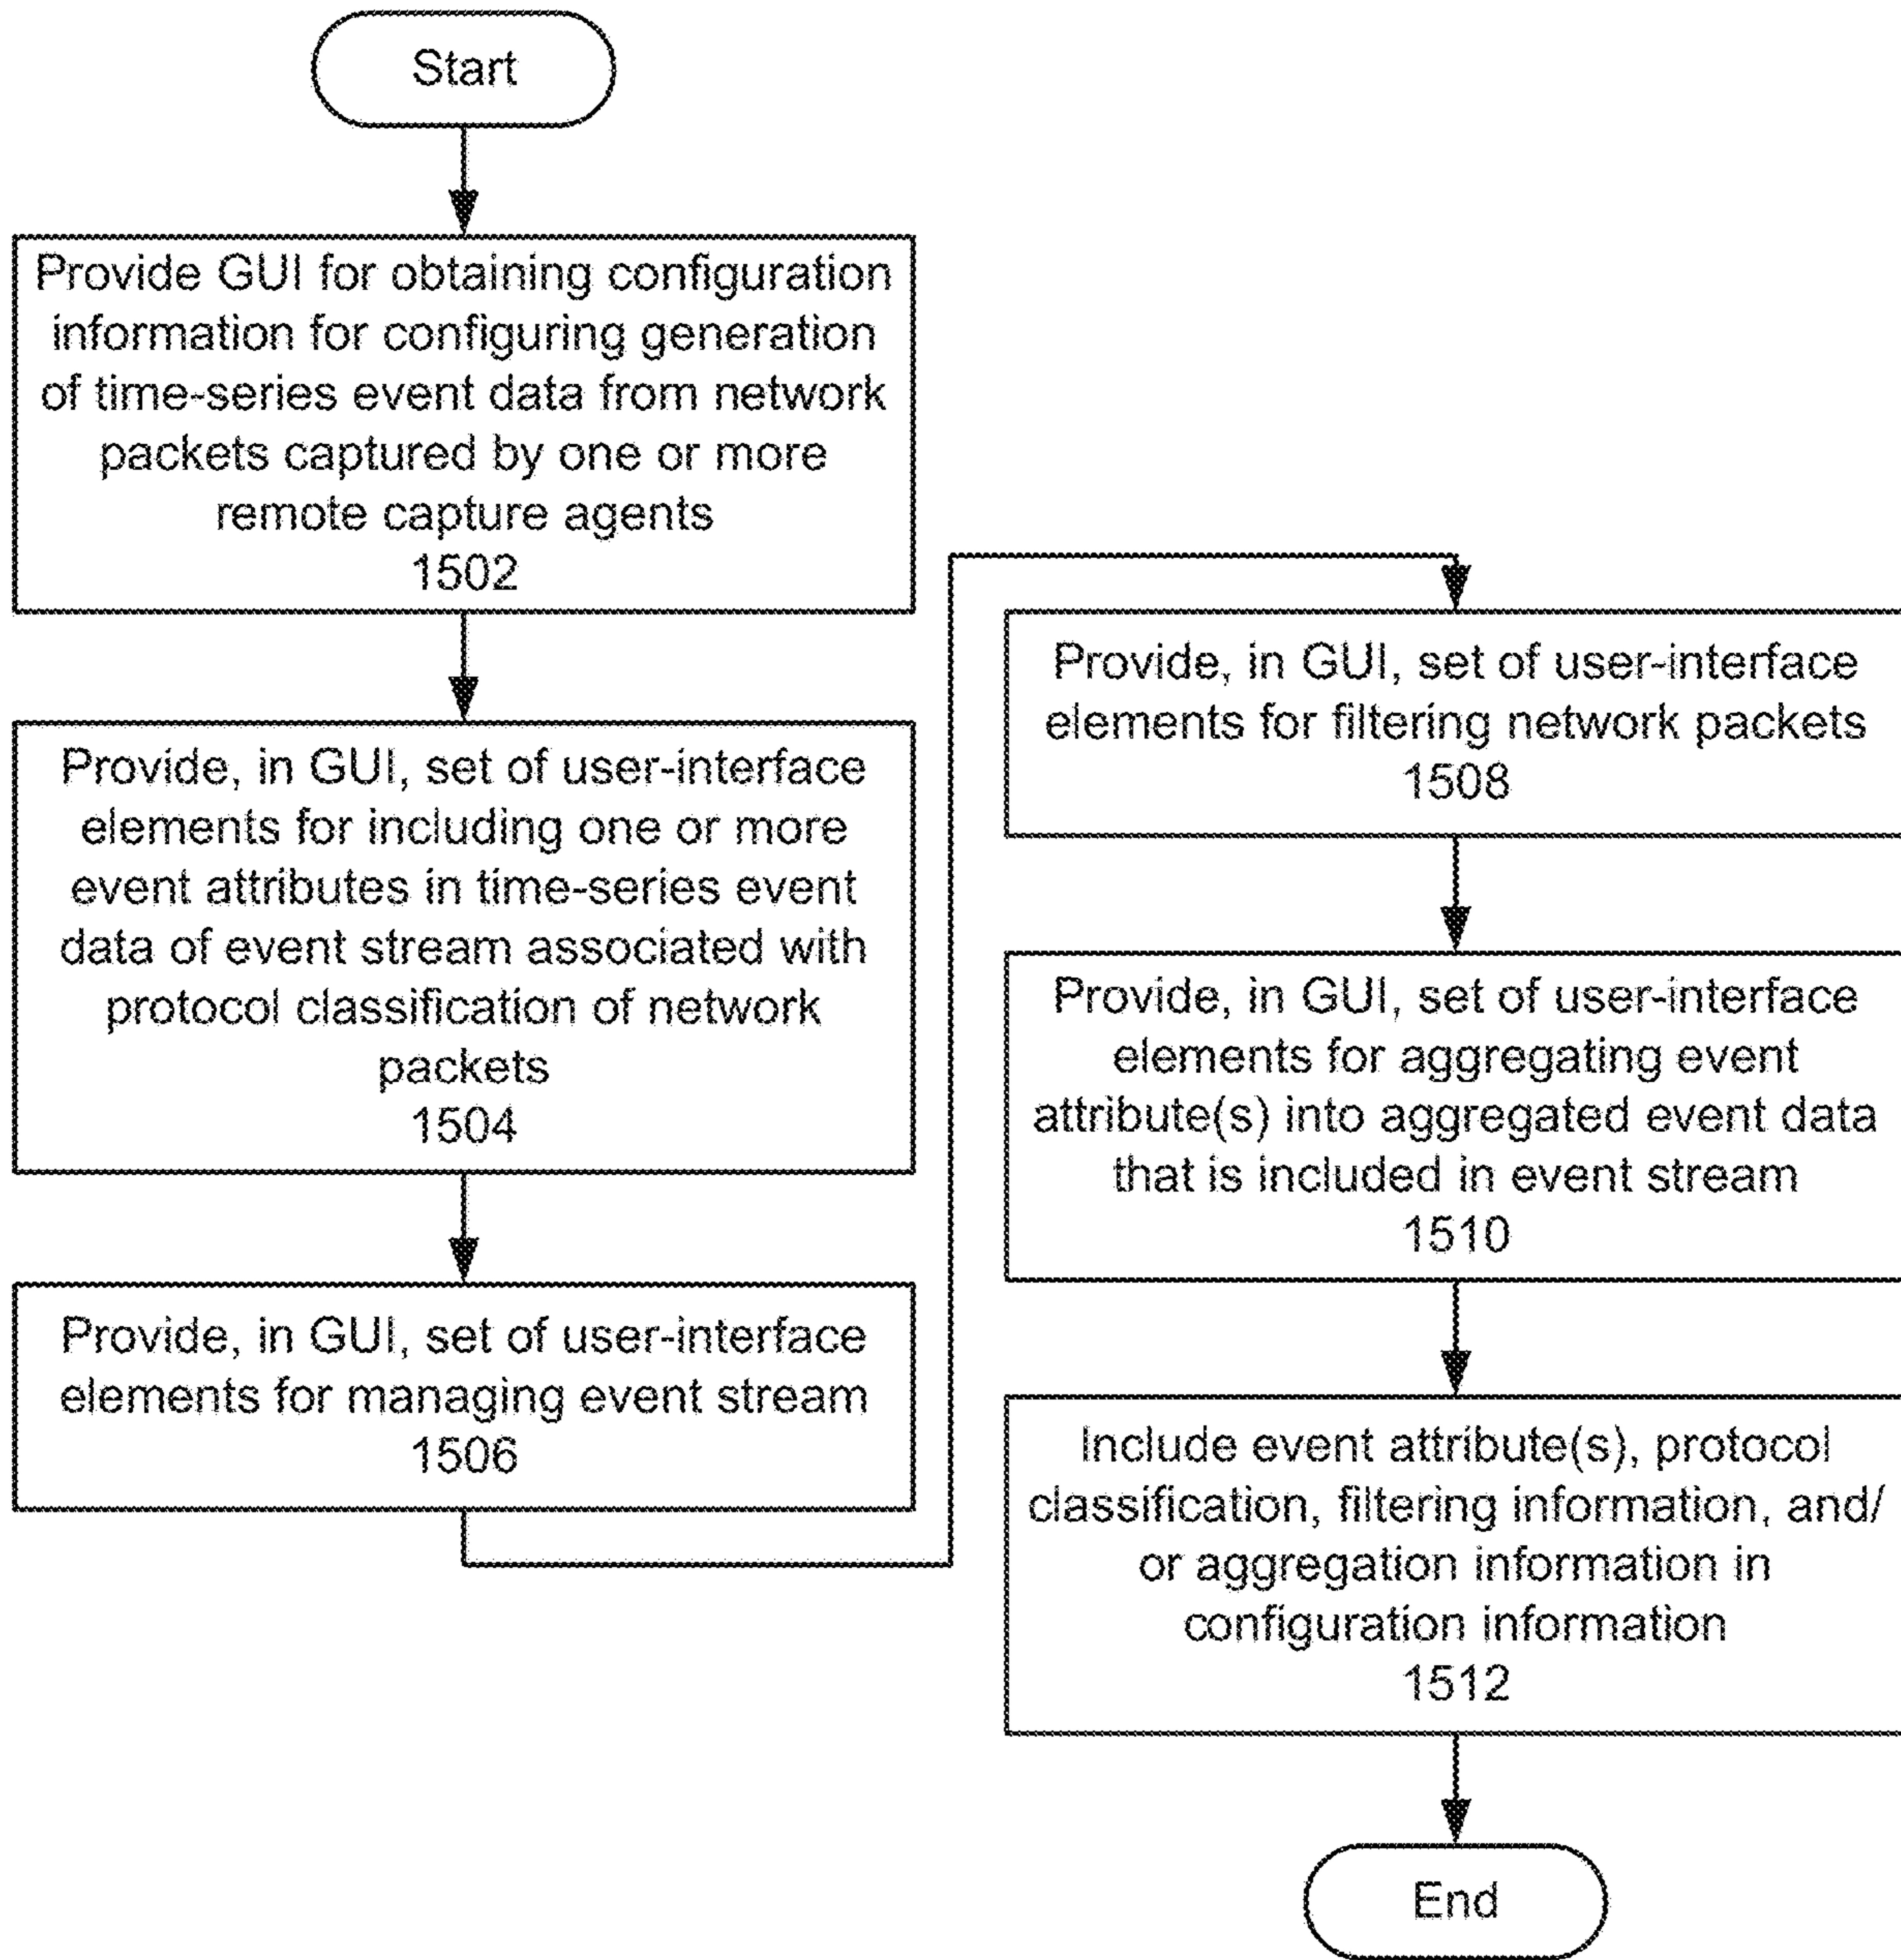 Start
Provide GUI for obtaining configuration
information for configuring generation
of time-series event data from network
packets captured by one or more
remote capture agents
1502
Provide, in GUI, set of user-interface
elements for including one or more
event attributes in time-series event
data of event stream associated with
protocol classification of network
packets
1504
Provide, in GUI, set of user-interface
elements for managing event stream
1506
Provide, in GUI, set of user-interface
elements for filtering network packets
1508
Provide, in GUI, set of user-interface
elements for aggregating event
attribute(s) into aggregated event data
that is included in event stream
1510
Include event attribute(s), protocol
classification, filtering information, and/
or aggregation information in
configuration information
1512
End